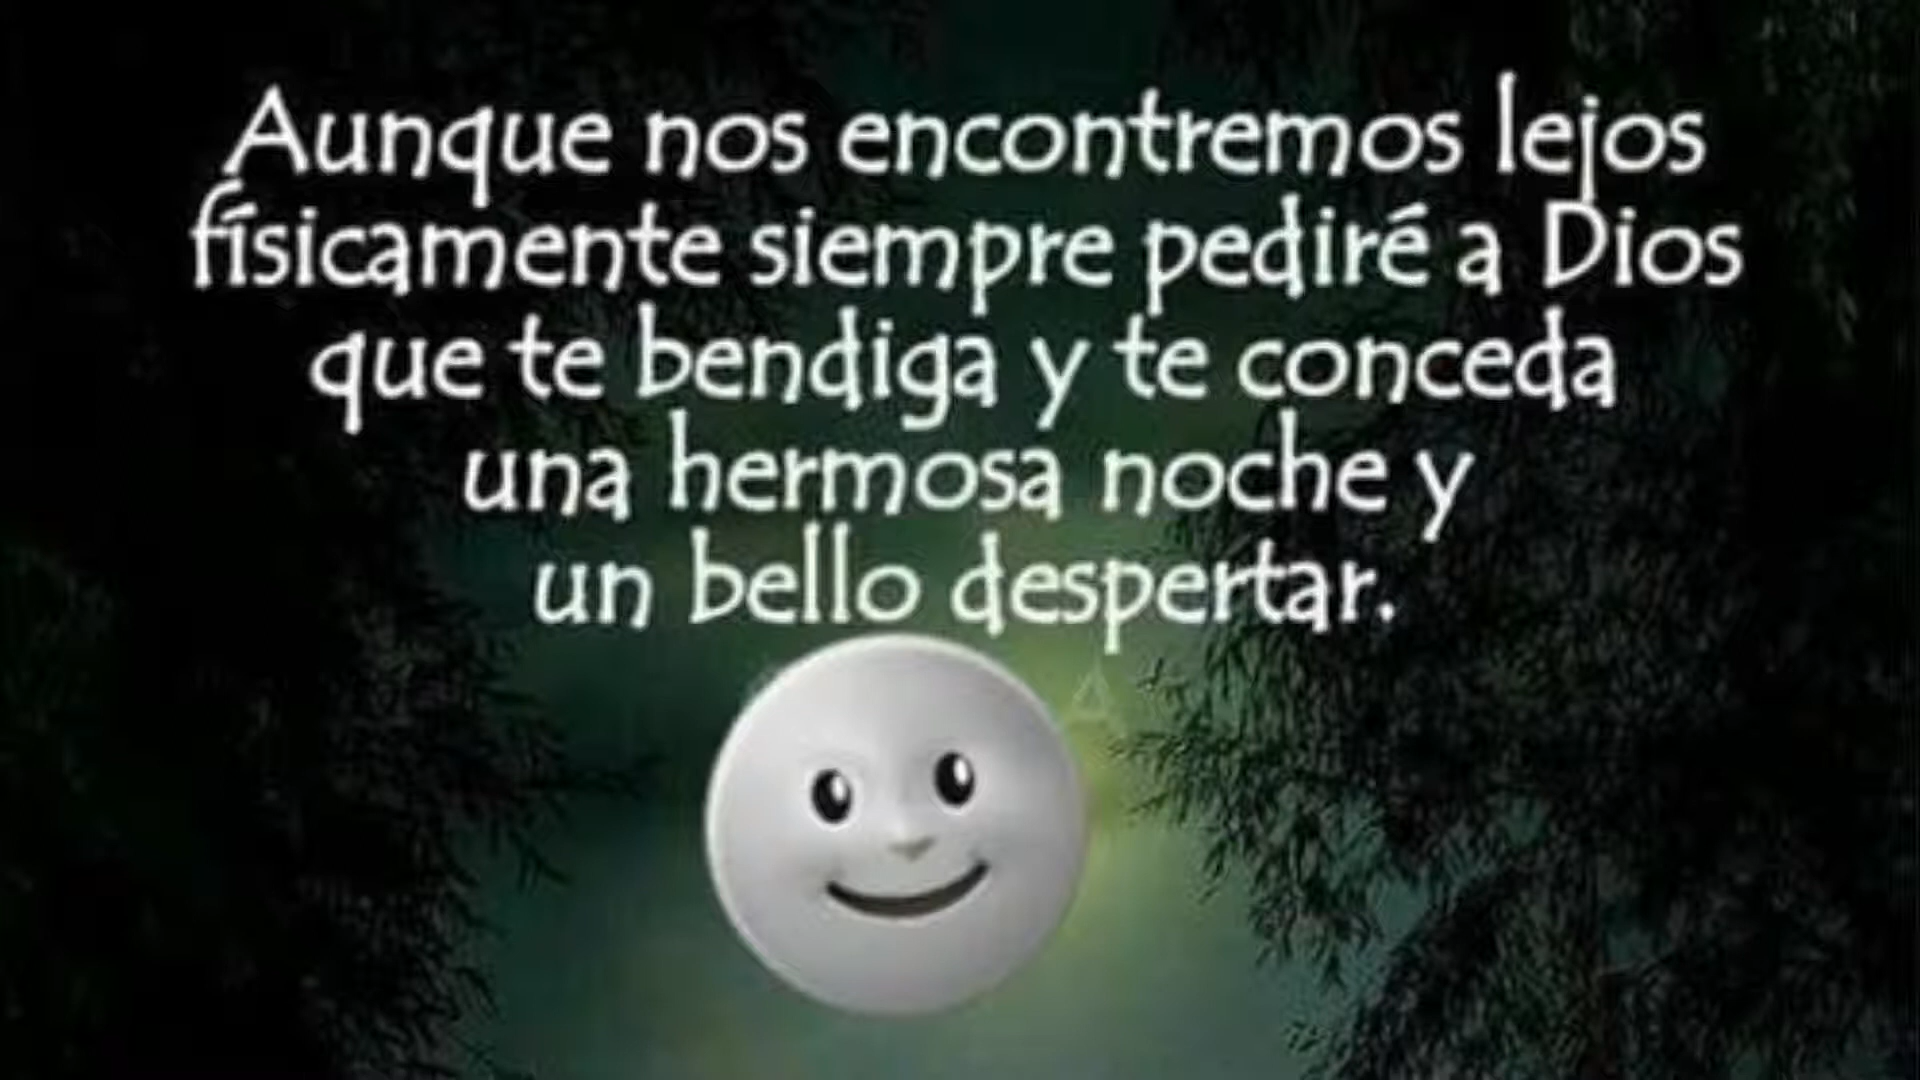 Aunque nos encontremos lejos
físicamente siempre pediré a Dios
que te bendiga y te conceda
una hermosa noche y
un bello despertar.